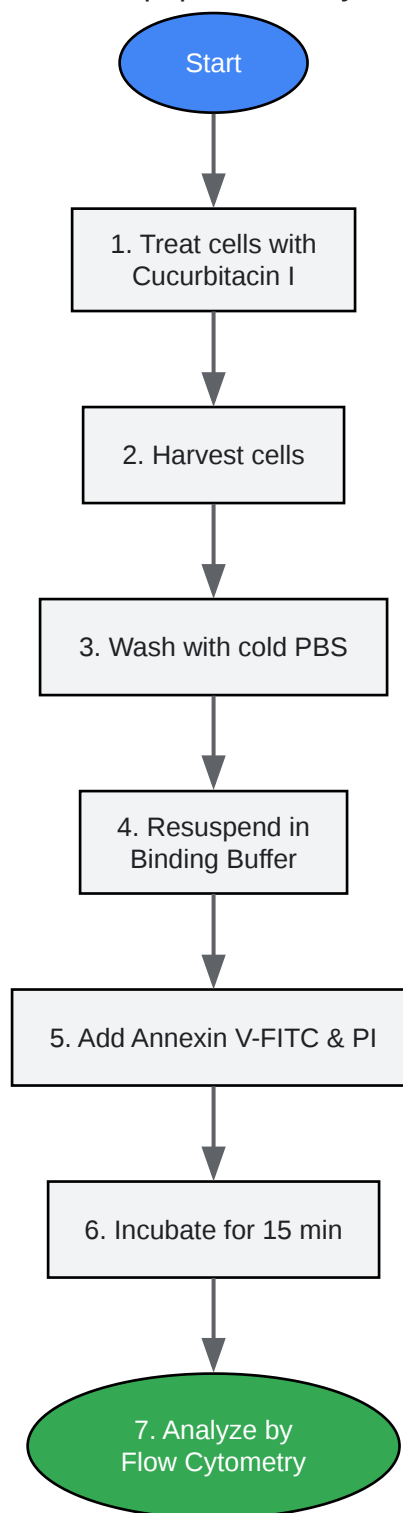 Start
1. Treat cells with
Cucurbitacin I
2. Harvest cells
3. Wash with cold PBS
4. Resuspend in
Binding Buffer
5. Add Annexin V-FITC & PI
6. Incubate for 15 min
7. Analyze by
Flow Cytometry